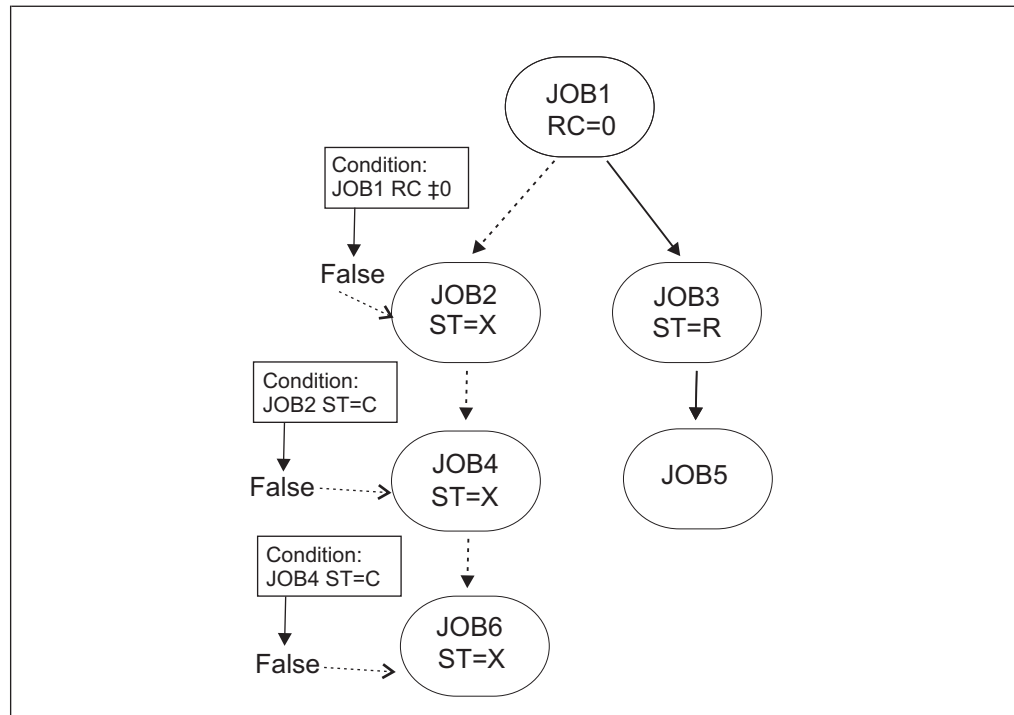 JOB1
RC=0
Condition:
JOB1 RC ‡0
False
JOB2
ST=X
JOB3
ST=R
Condition:
JOB2 ST=C
False
JOB4
ST=X
JOB5
Condition:
JOB4 ST=C
False
JOB6
ST=X